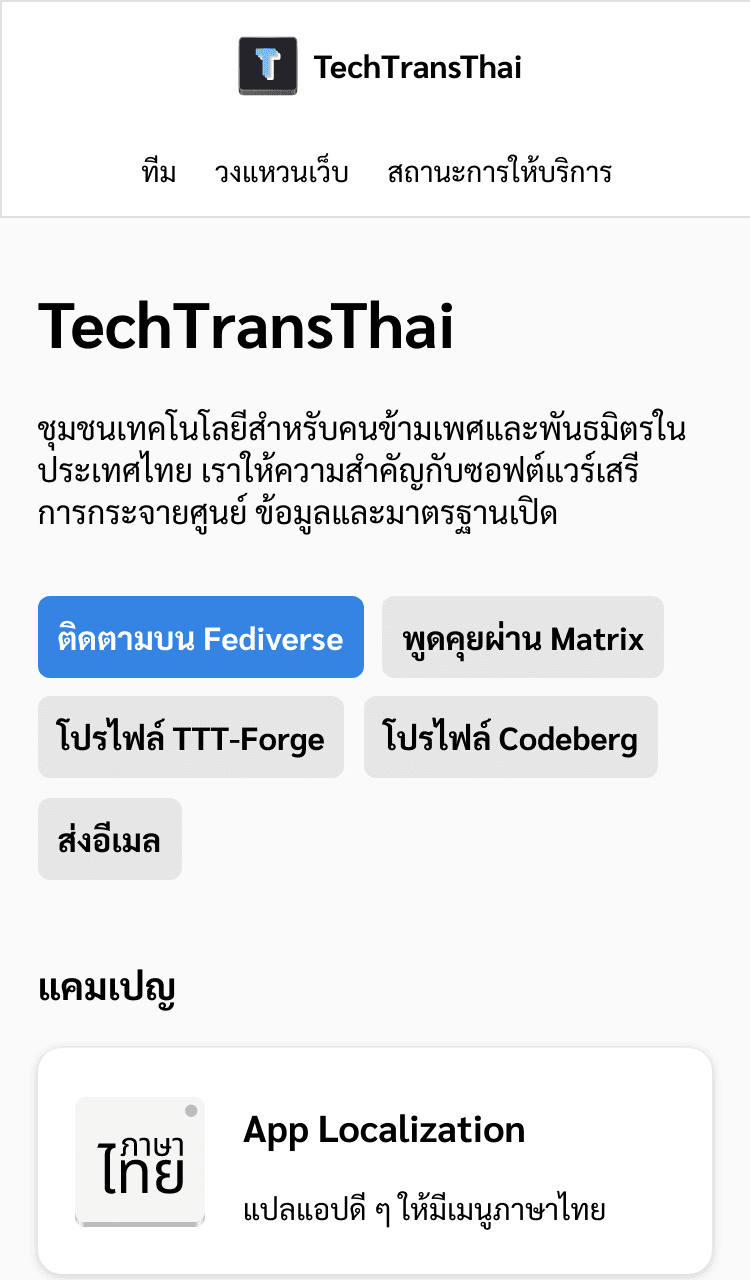 TechTransThai
ทีม วงแหวนเว็บ สถานะการให้บริการ
TechTransThai
ชุมชนเทคโนโลยีสำหรับคนข้ามเพศและพันธมิตรใน
ประเทศไทย เราให้ความสำคัญกับซอฟต์แวร์เสรี
การกระจายศูนย์ ข้อมูลและมาตรฐานเปิด
ติดตามบน Fediverse พูดคุยผ่าน Matrix
โปรไฟล์ TTT-Forge โปรไฟล์ Codeberg
ส่งอีเมล
แคมเปญ
ภาษา
ไทย
App Localization
แปลแอปดี ๆ ให้มีเมนูภาษาไทย